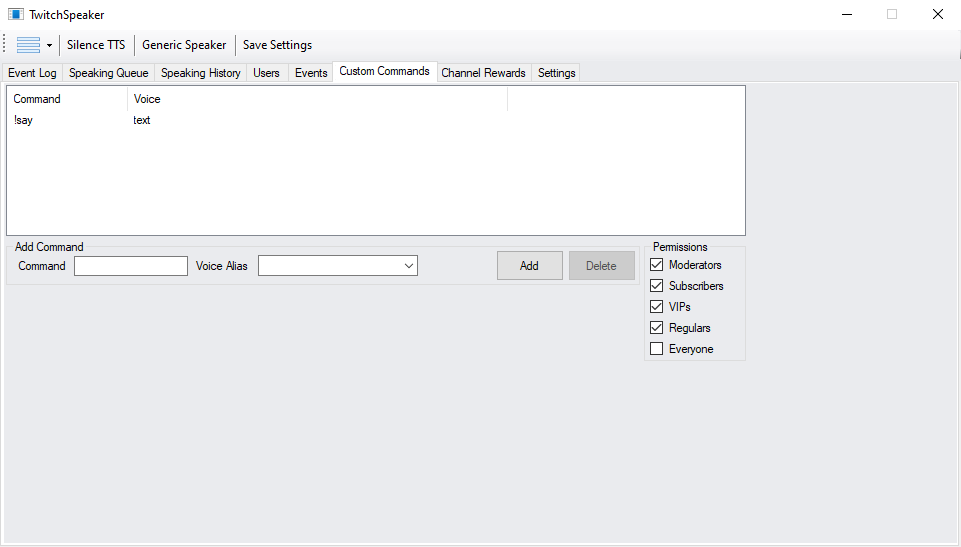 TwitchSpeaker
Silence TTS Generic Speaker Save Settings
Event Log Speaking Queue Speaking History Users Events Custom Commands Channel Rewards Settings
Command Voice
!say text
Add Command
Command Voice Alias Add Delete
Permissions
Moderators
Subscribers
VIPs
Regulars
Everyone